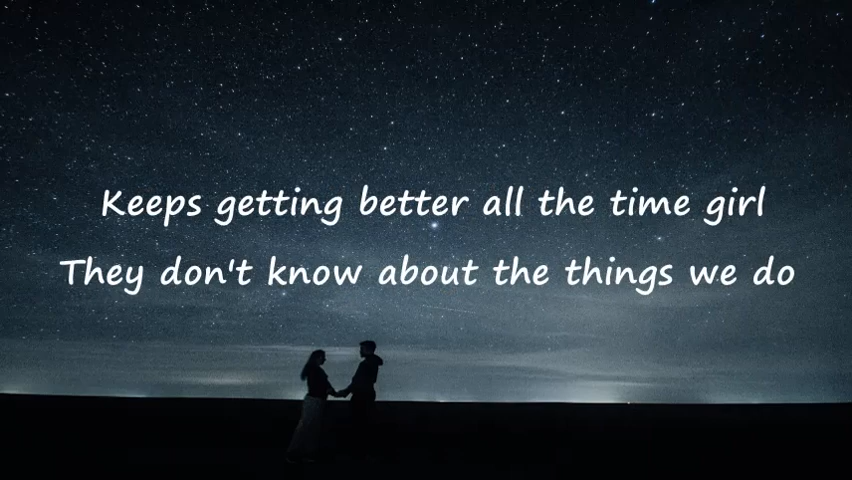 Keeps getting better all the time girl
They don't know about the things we do